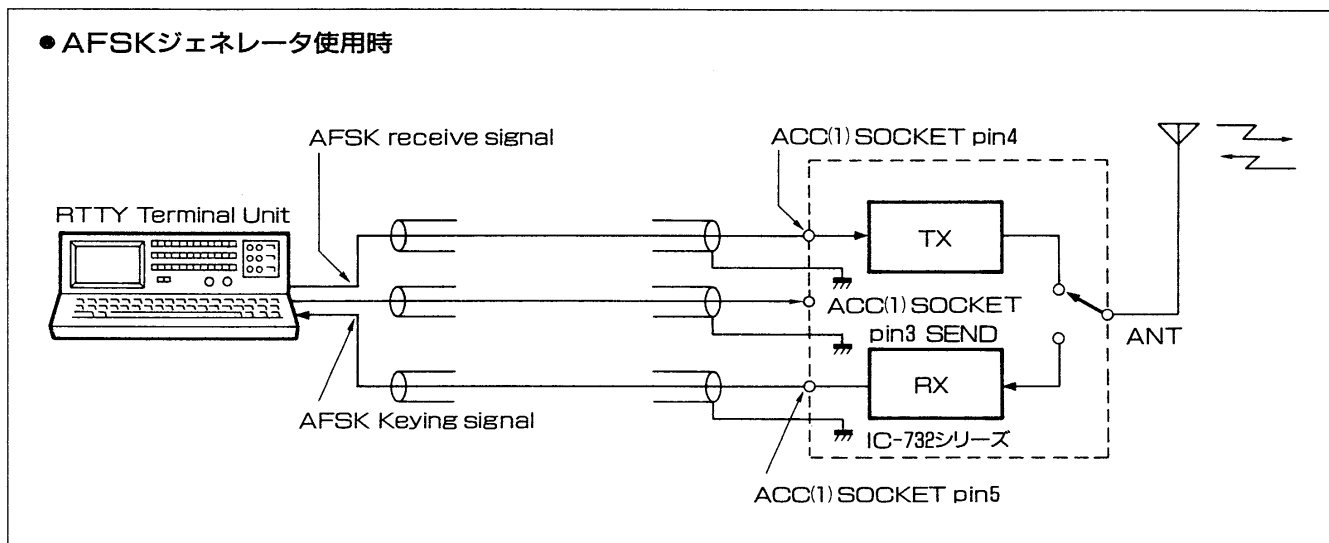 ●AFSKジェネレータ使用時
AFSK receive signal
ACC(1) SOCKET pin4
RTTY Terminal Unit
TX
ACC(1) SOCKET
pin3 SEND
ANT
RX
AFSK Keying signal
IC-732シリーズ
ACC(1) SOCKET pin5